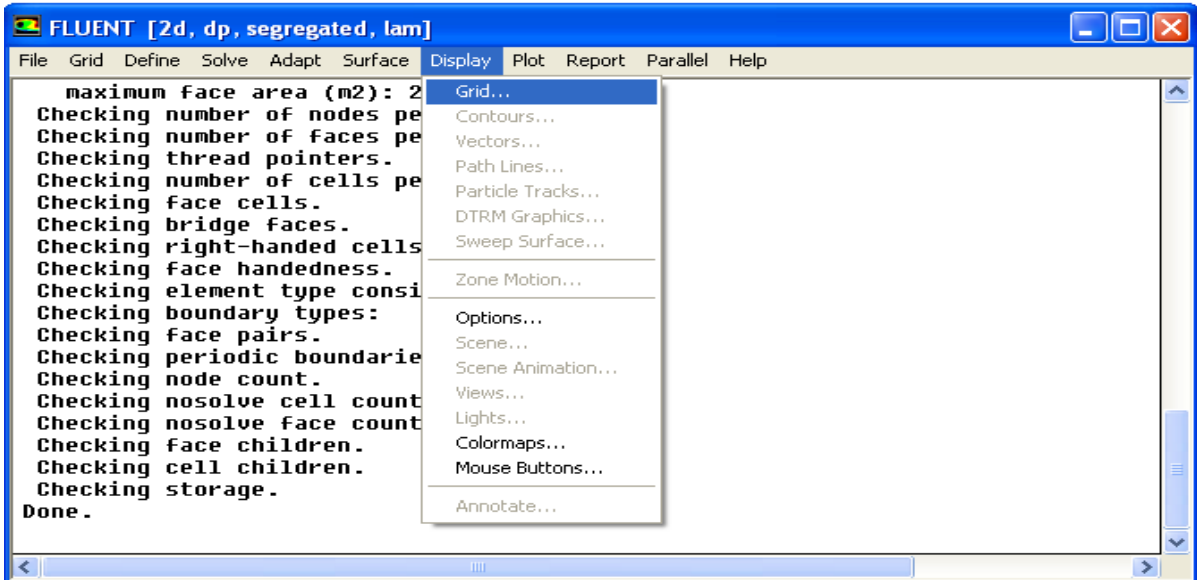 FLUENT [2d, dp, segregated, lam]
File Grid Define Solve Adapt Surface Display Plot Report Parallel Help
maximum face area (m2): 2
Checking number of nodes pe
Checking number of faces pe
Checking thread pointers.
Checking number of cells pe
Checking face cells.
Checking bridge faces.
Checking right-handed cells
Checking face handedness.
Checking element type consi
Checking boundary types:
Checking face pairs.
Checking periodic boundarie
Checking node count.
Checking nosolve cell count
Checking nosolve face count
Checking face children.
Checking cell children.
Checking storage.
Done.
Grid...
Contours...
Vectors...
Path Lines...
Particle Tracks...
DTRM Graphics...
Sweep Surface...
Zone Motion...
Options...
Scene...
Scene Animation...
Views...
Lights...
Colormaps...
Mouse Buttons...
Annotate...